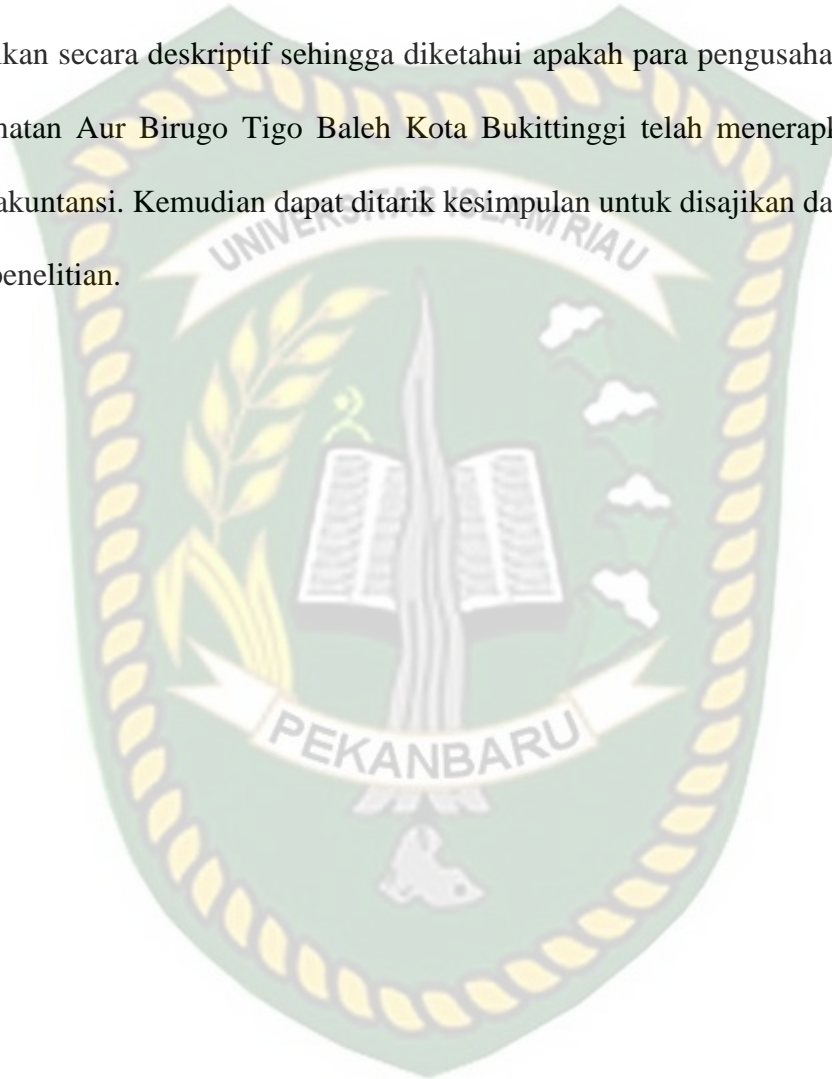 ikan secara deskriptif sehingga diketahui apakah para pengusaha
natan Aur Birugo Tigo Baleh Kota Bukittinggi telah menerapk
akuntansi. Kemudian dapat ditarik kesimpulan untuk disajikan da
penelitian.
UNIVERSITAS ISLAM RIAU
PEKANBARU